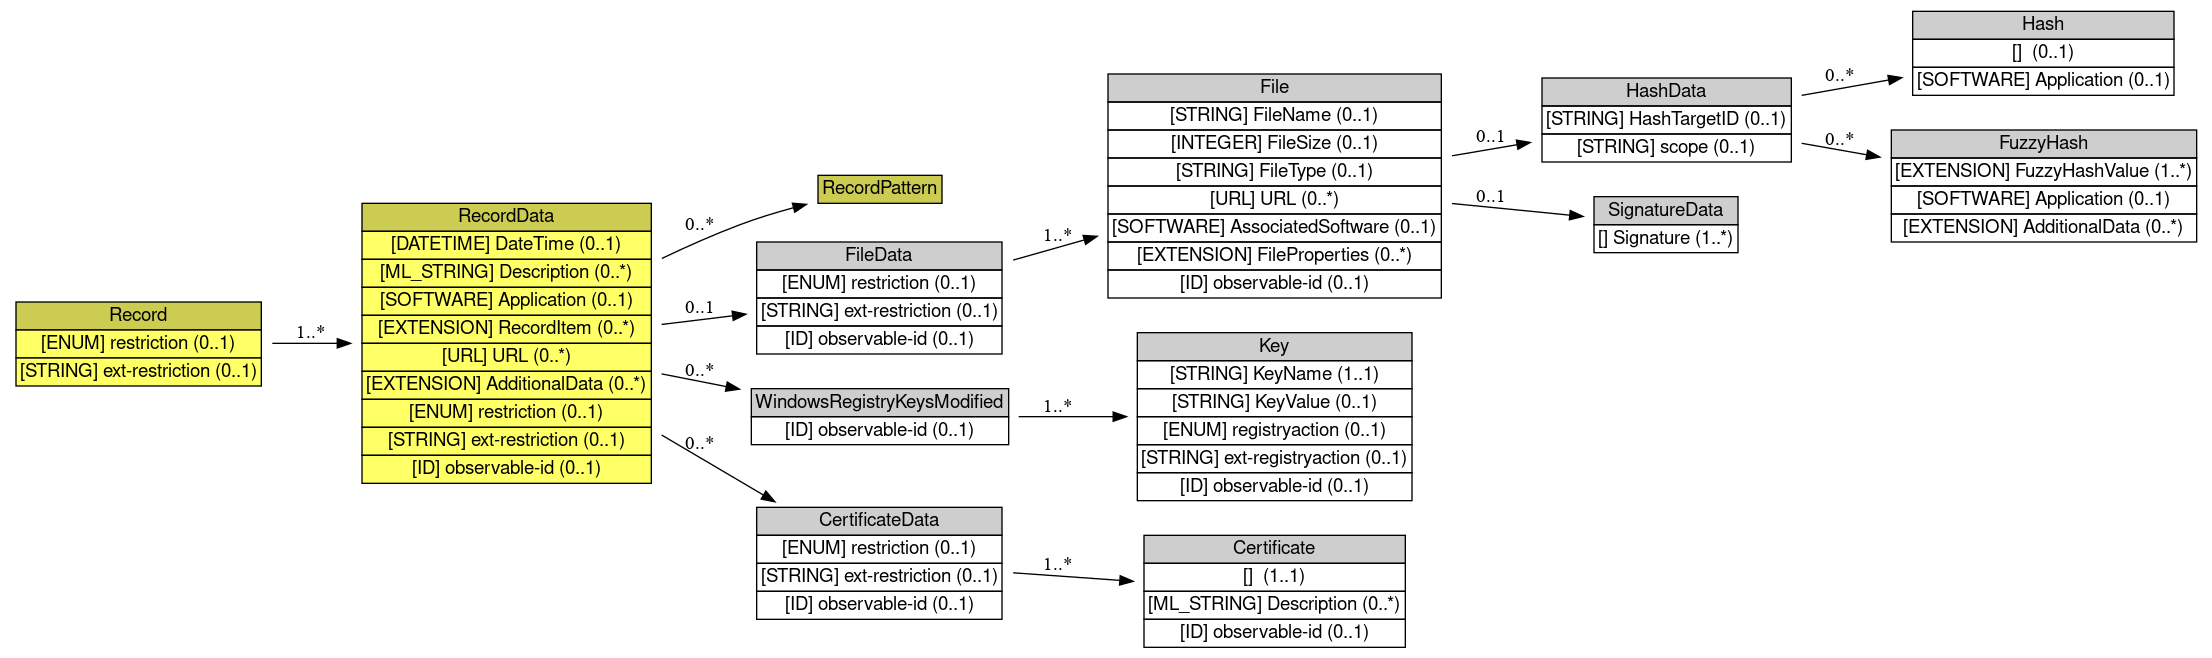 Record
[ENUM] restriction (0..1)
[STRING] ext-restriction (0..1)
1..*
RecordData
[DATETIME] DateTime (0..1)
[ML_STRING] Description (0..*)
[SOFTWARE] Application (0..1)
[EXTENSION] RecordItem (0..*)
[URL] URL (0..*)
[EXTENSION] AdditionalData (0..*)
[ENUM] restriction (0..1)
[STRING] ext-restriction (0..1)
[ID] observable-id (0..1)
0..*
0..1
0..*
0..*
RecordPattern
FileData
[ENUM] restriction (0..1)
[STRING] ext-restriction (0..1)
[ID] observable-id (0..1)
WindowsRegistryKeysModified
[ID] observable-id (0..1)
CertificateData
[ENUM] restriction (0..1)
[STRING] ext-restriction (0..1)
[ID] observable-id (0..1)
1..*
1..*
1..*
File
[STRING] FileName (0..1)
[INTEGER] FileSize (0..1)
[STRING] FileType (0..1)
[URL] URL (0..*)
[SOFTWARE] AssociatedSoftware (0..1)
[EXTENSION] FileProperties (0..*)
[ID] observable-id (0..1)
Key
[STRING] KeyName (1..1)
[STRING] KeyValue (0..1)
[ENUM] registryaction (0..1)
[STRING] ext-registryaction (0..1)
[ID] observable-id (0..1)
Certificate
[] (1..1)
[ML_STRING] Description (0..*)
[ID] observable-id (0..1)
0..1
0..1
HashData
[STRING] HashTargetID (0..1)
[STRING] scope (0..1)
SignatureData
[] Signature (1..*)
0..*
0..*
Hash
[] (0..1)
[SOFTWARE] Application (0..1)
FuzzyHash
[EXTENSION] FuzzyHashValue (1..*)
[SOFTWARE] Application (0..1)
[EXTENSION] AdditionalData (0..*)